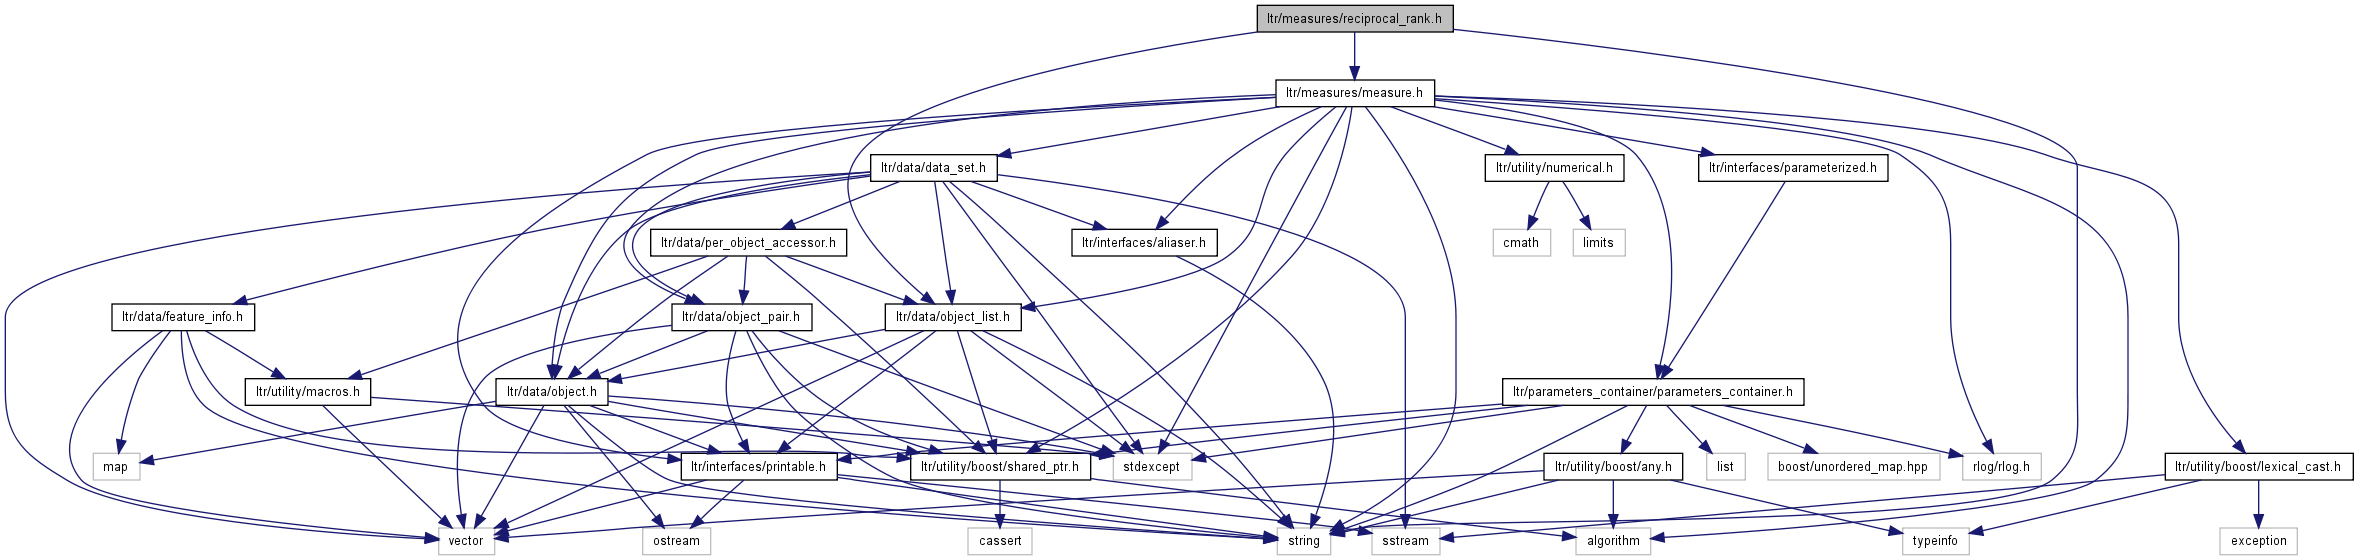 ltr/measures/reciprocal_rank.h
ltr/measures/measure.h
ltr/data/data_set.h
ltr/utility/numerical.h
ltr/interfaces/parameterized.h
ltr/data/per_object_accessor.h
ltr/interfaces/aliaser.h
cmath
limits
ltr/data/feature_info.h
ltr/data/object_pair.h
ltr/data/object_list.h
ltr/utility/macros.h
ltr/data/object.h
ltr/parameters_container/parameters_container.h
map
ltr/interfaces/printable.h
ltr/utility/boost/shared_ptr.h
stdexcept
ltr/utility/boost/any.h
list
boost/unordered_map.hpp
rlog/rlog.h
ltr/utility/boost/lexical_cast.h
vector
ostream
cassert
string
sstream
algorithm
typeinfo
exception